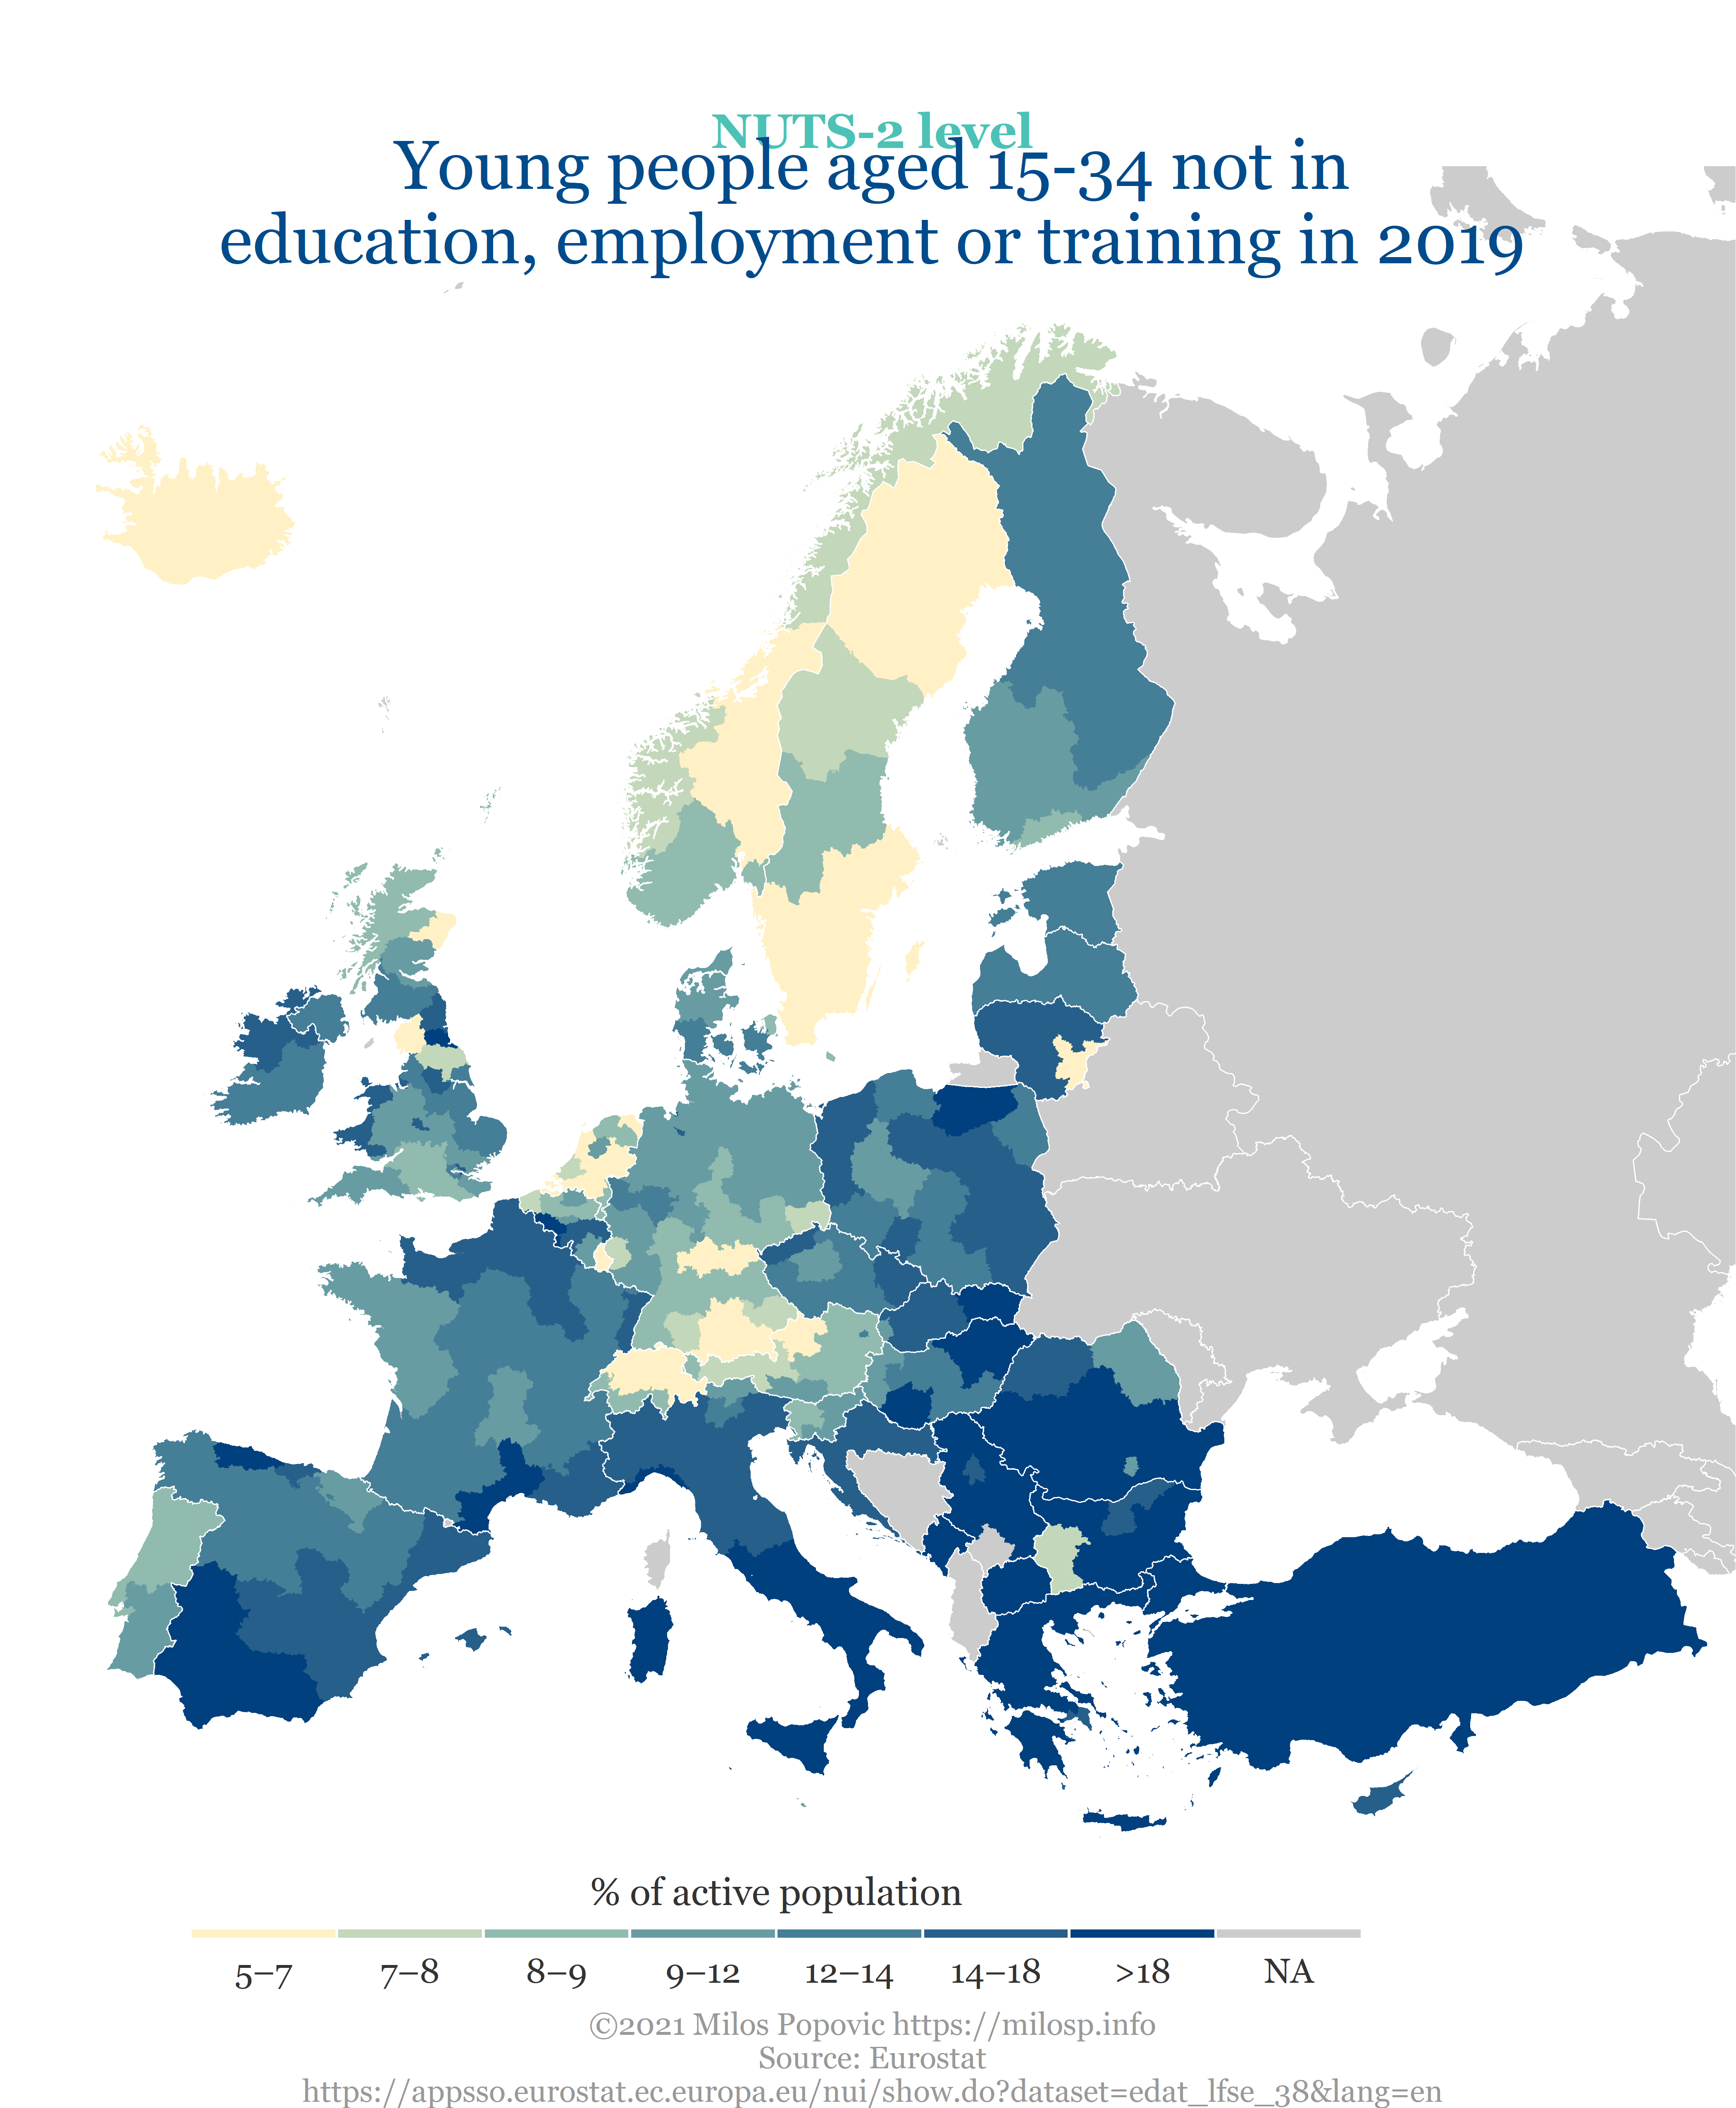 NUTS-2 level
Young people aged 15-34 not in
education, employment or training in 2019
% of active population
5–7 7–8 8–9 9–12 12–14 14–18 >18 NA
©2021 Milos Popovic https://milosp.info
Source: Eurostat
https://appsso.eurostat.ec.europa.eu/nui/show.do?dataset=edat_lfse_38&lang=en